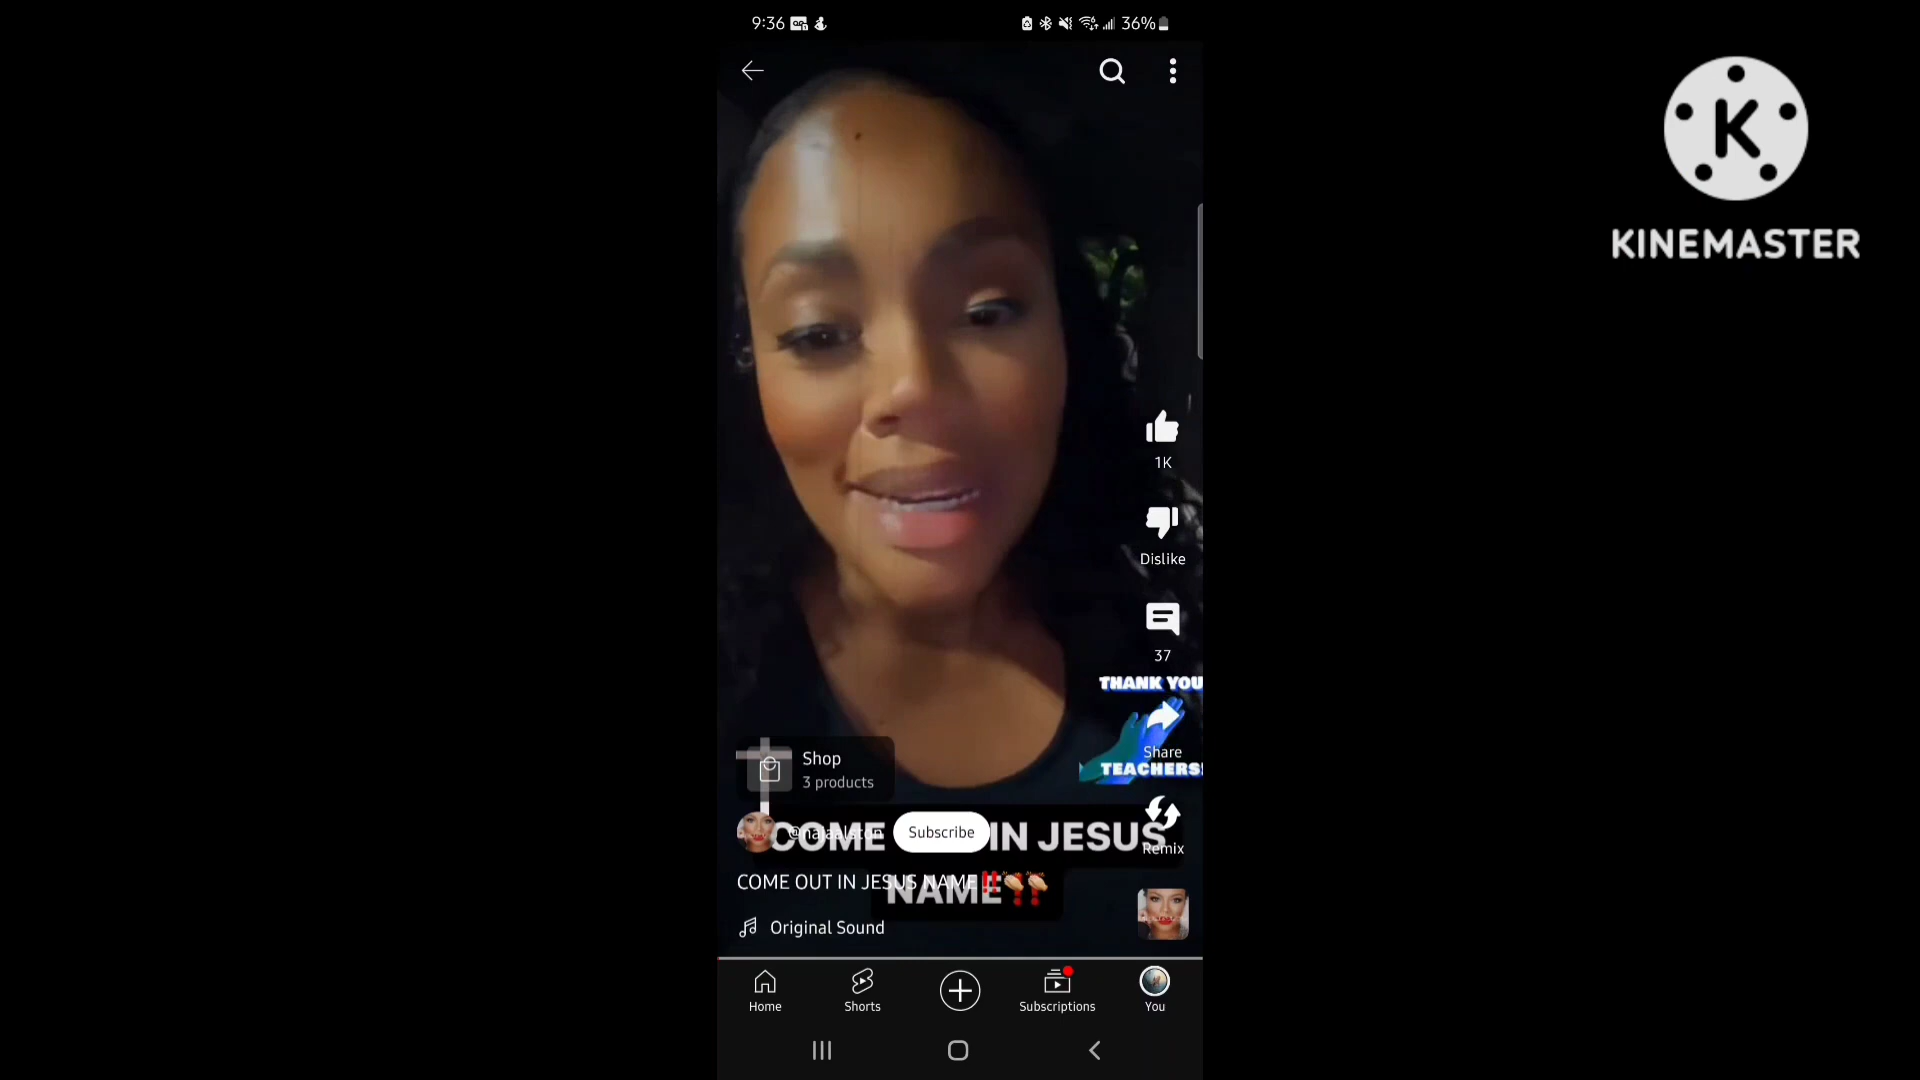 9:36
36%
K
KINEMASTER
1K
Dislike
37
THANK YOU
Share
TEACHERS!
Shop
3 products
@naiaalston
Subscribe
COME IN JESUS
NAME‼️
Remix
COME OUT IN JESUS NAME‼️
Original Sound
Home
Shorts
Subscriptions
You